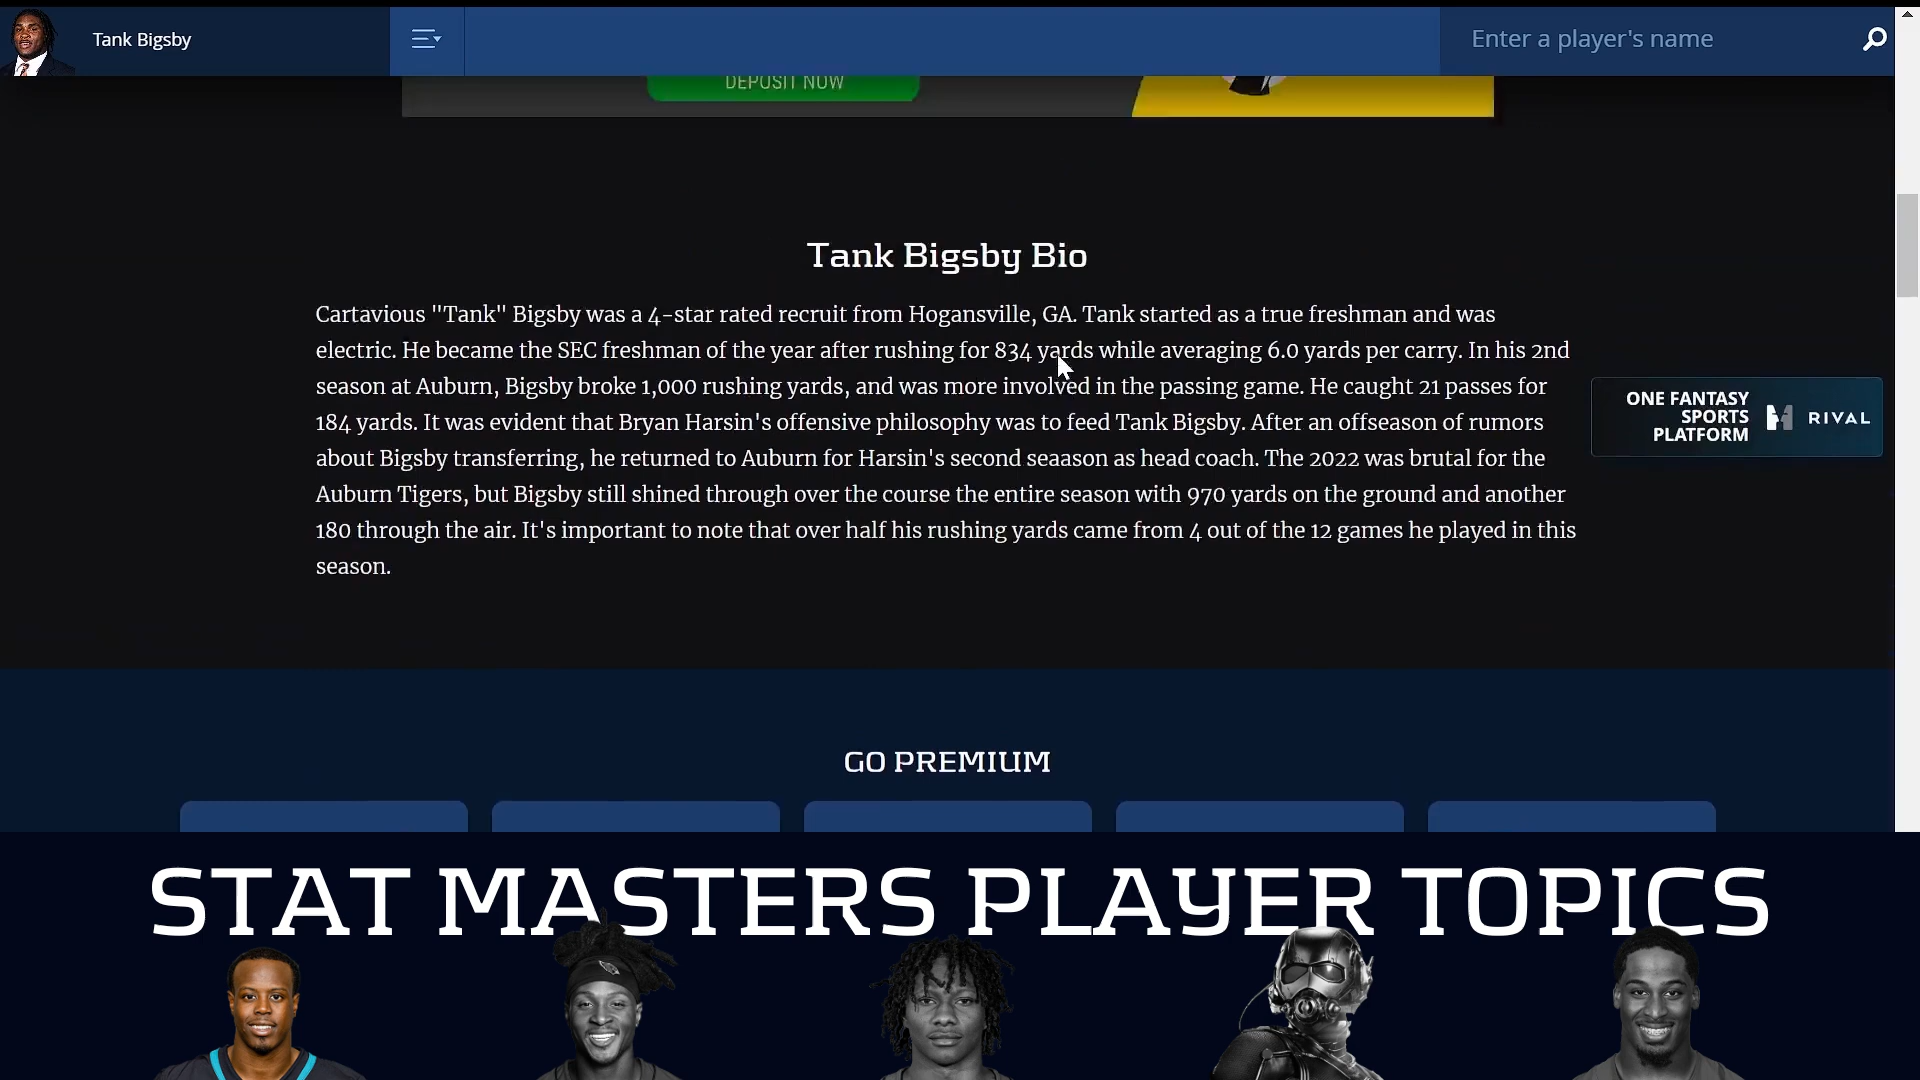 Tank Bigsby
Enter a player's name
DEPOSIT NOW
Tank Bigsby Bio
Cartavious "Tank" Bigsby was a 4-star rated recruit from Hogansville, GA. Tank started as a true freshman and was
electric. He became the SEC freshman of the year after rushing for 834 yards while averaging 6.0 yards per carry. In his 2nd
season at Auburn, Bigsby broke 1,000 rushing yards, and was more involved in the passing game. He caught 21 passes for
184 yards. It was evident that Bryan Harsin's offensive philosophy was to feed Tank Bigsby. After an offseason of rumors
about Bigsby transferring, he returned to Auburn for Harsin's second seaason as head coach. The 2022 was brutal for the
Auburn Tigers, but Bigsby still shined through over the course the entire season with 970 yards on the ground and another
180 through the air. It's important to note that over half his rushing yards came from 4 out of the 12 games he played in this
season.
ONE FANTASY
SPORTS
PLATFORM
RIVAL
GO PREMIUM
STAT MASTERS PLAYER TOPICS